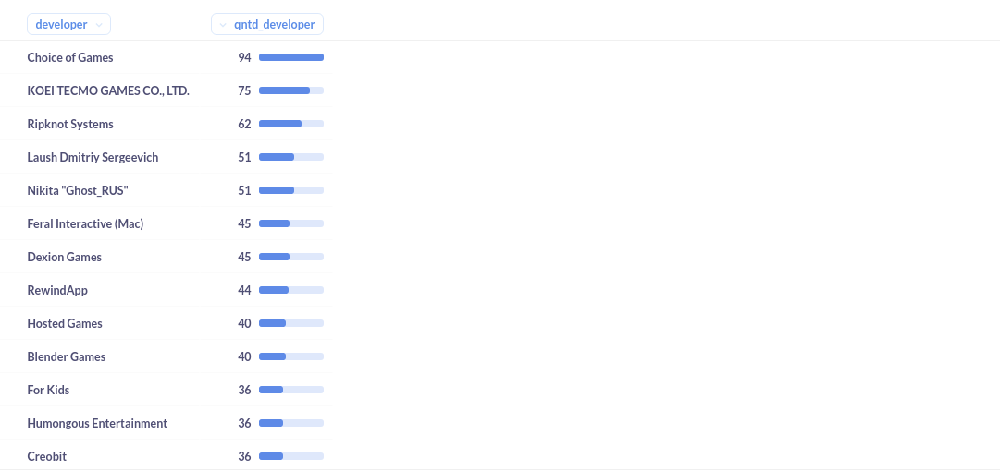 developer qntd_developer
Choice of Games 94
KOEI TECMO GAMES CO., LTD. 75
Ripknot Systems 62
Laush Dmitriy Sergeevich 51
Nikita "Ghost_RUS" 51
Feral Interactive (Mac) 45
Dexion Games 45
RewindApp 44
Hosted Games 40
Blender Games 40
For Kids 36
Humongous Entertainment 36
Creobit 36